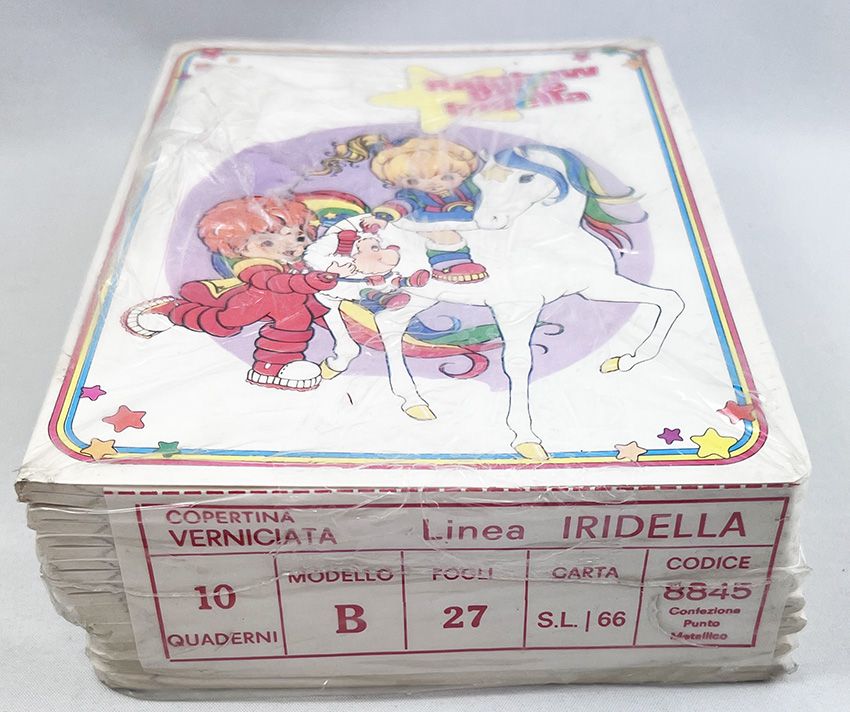 COPERTINA
VERNICIATA
Linea IRIDELLA
10
QUADERNI
MODELLO
B
FOGLI
27
CARTA
S.L. | 66
CODICE
8845
Confezione
Punto
Metallico